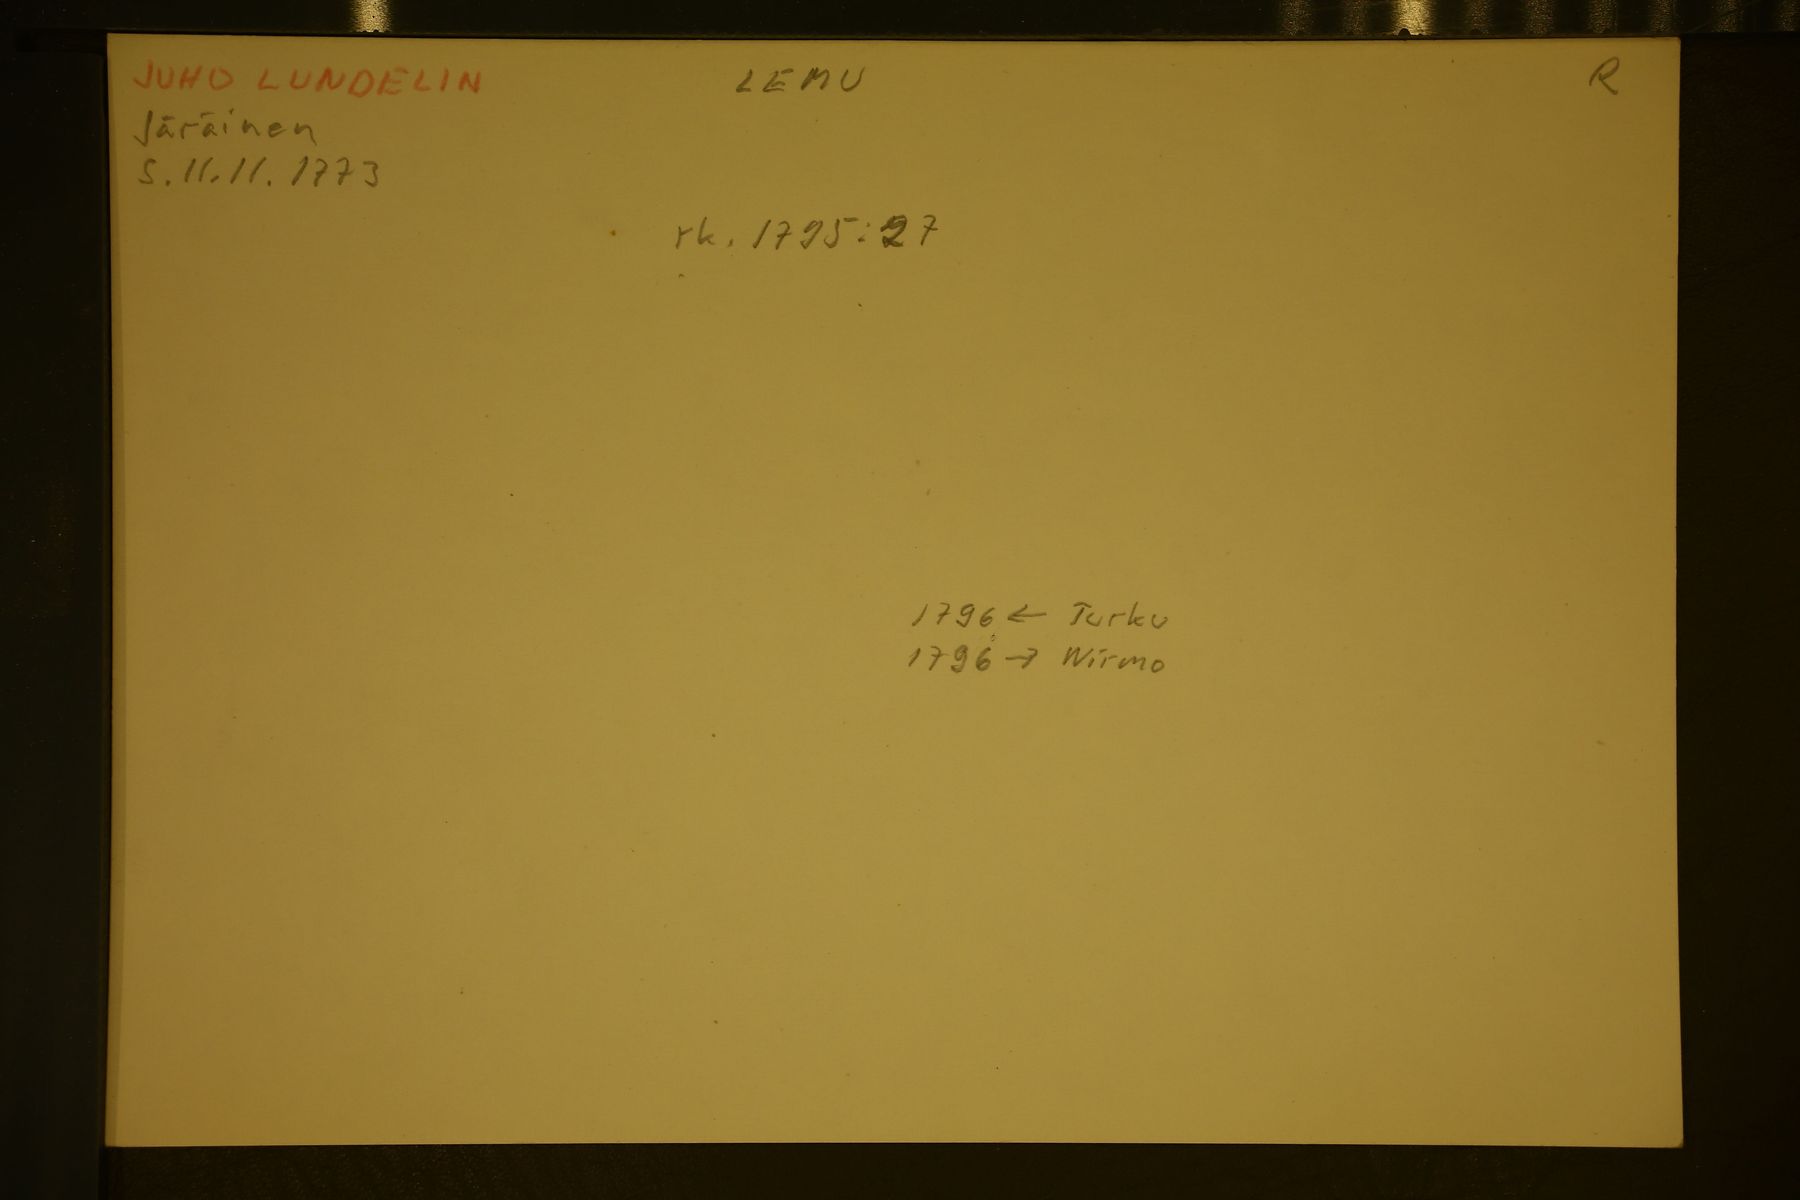 JUHO LUNDELIN LEMU R
Järäinen
S. 11.11. 1773
rk. 1795:27
1796 ← Turku
1796 → Wirmo